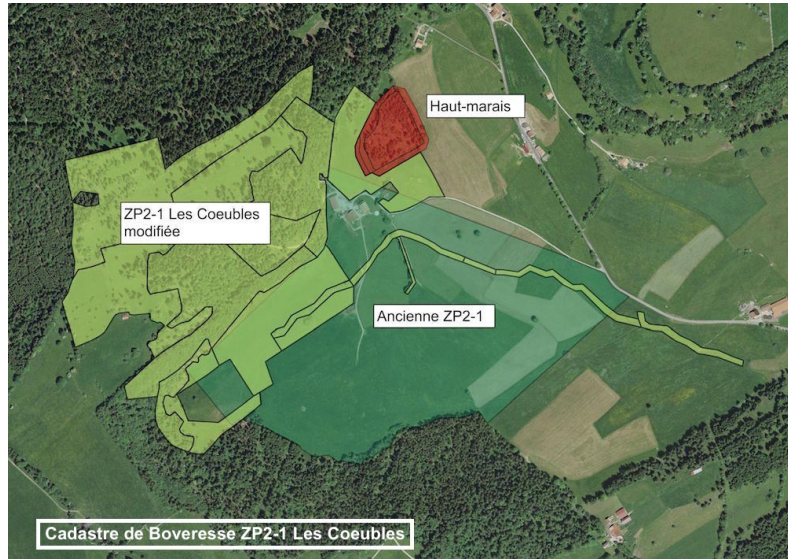 Haut-marais
ZP2-1 Les Coeubles
modifiée
Ancienne ZP2-1
Cadastre de Boveresse ZP2-1 Les Coeubles